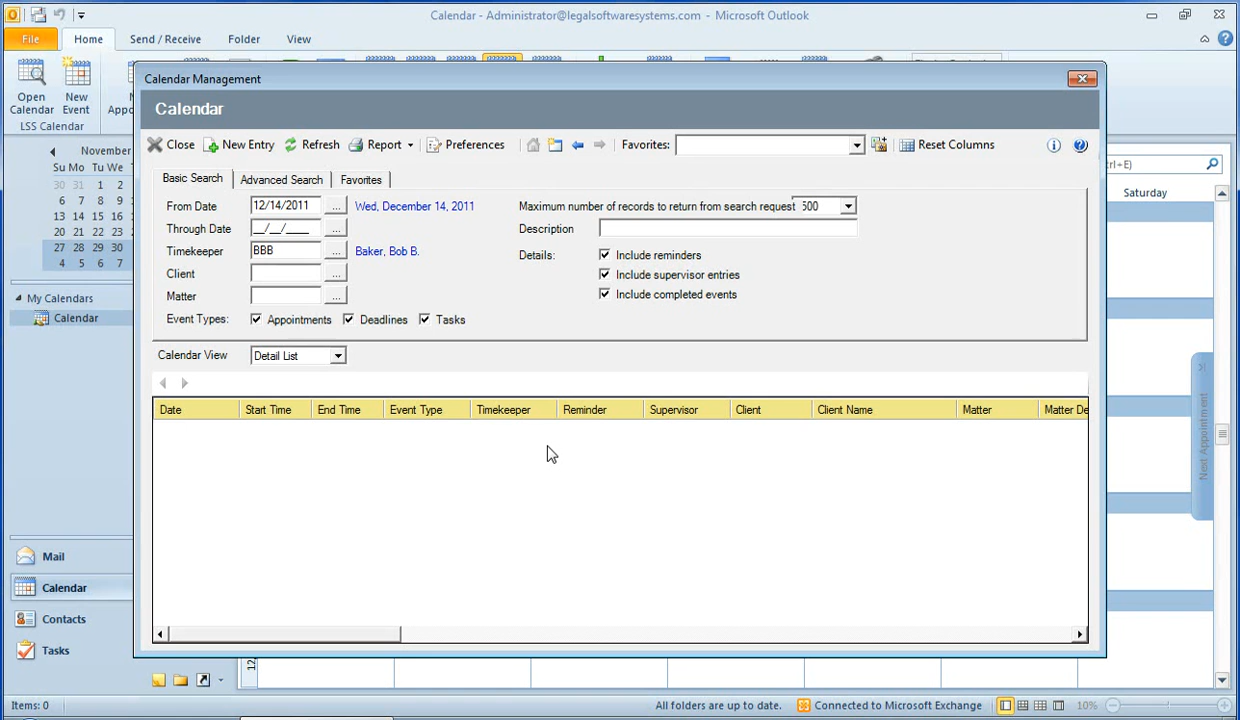 Calendar - Administrator@legalsoftwaresystems.com - Microsoft Outlook
File Home Send / Receive Folder View
Open Calendar
New Event
LSS Calendar
Calendar Management
Calendar
Close New Entry Refresh Report Preferences Favorites: Reset Columns
Basic Search Advanced Search Favorites
From Date 12/14/2011 ... Wed, December 14, 2011 Maximum number of records to return from search request 500
Through Date __/__/____ ... Description
Timekeeper BBB ... Baker, Bob B. Details: Include reminders
Client ... Include supervisor entries
Matter ... Include completed events
Event Types: Appointments Deadlines Tasks
Calendar View Detail List
Date Start Time End Time Event Type Timekeeper Reminder Supervisor Client Client Name Matter Matter De
November
Su Mo Tu We
30 31 1 2
6 7 8 9
13 14 15 16
20 21 22 23
27 28 29 30
4 5 6 7
My Calendars
Calendar
Mail
Calendar
Contacts
Tasks
ctrl+E)
Saturday
Next Appointment
12
Items: 0 All folders are up to date. Connected to Microsoft Exchange 10%